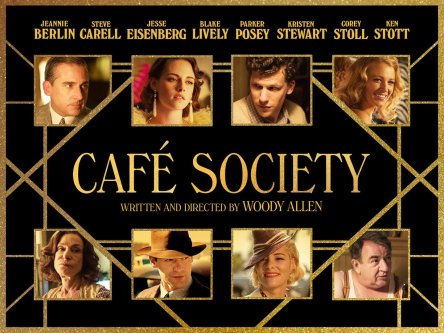 JEANNIE BERLIN STEVE CARELL JESSE EISENBERG BLAKE LIVELY PARKER POSEY KRISTEN STEWART COREY STOLL KEN STOTT
CAFÉ SOCIETY
WRITTEN AND DIRECTED BY WOODY ALLEN